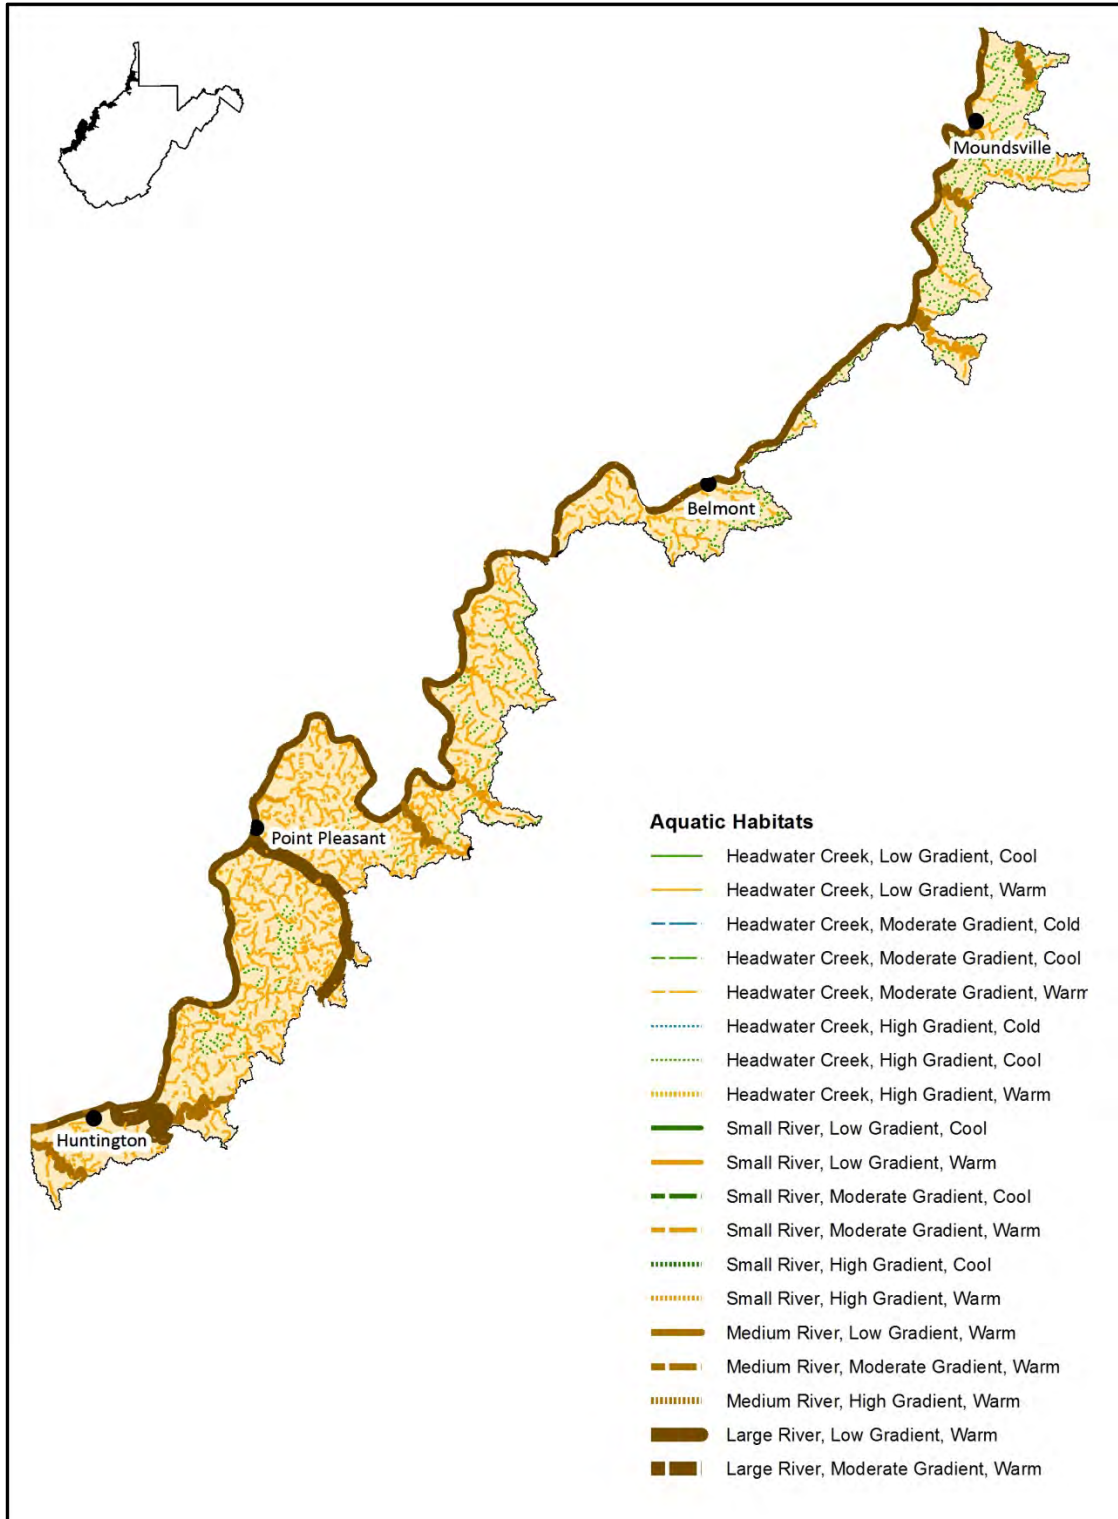 Moundsville
Belmont
Point Pleasant
Huntington
Aquatic Habitats
Headwater Creek, Low Gradient, Cool
Headwater Creek, Low Gradient, Warm
Headwater Creek, Moderate Gradient, Cold
Headwater Creek, Moderate Gradient, Cool
Headwater Creek, Moderate Gradient, Warm
Headwater Creek, High Gradient, Cold
Headwater Creek, High Gradient, Cool
Headwater Creek, High Gradient, Warm
Small River, Low Gradient, Cool
Small River, Low Gradient, Warm
Small River, Moderate Gradient, Cool
Small River, Moderate Gradient, Warm
Small River, High Gradient, Cool
Small River, High Gradient, Warm
Medium River, Low Gradient, Warm
Medium River, Moderate Gradient, Warm
Medium River, High Gradient, Warm
Large River, Low Gradient, Warm
Large River, Moderate Gradient, Warm